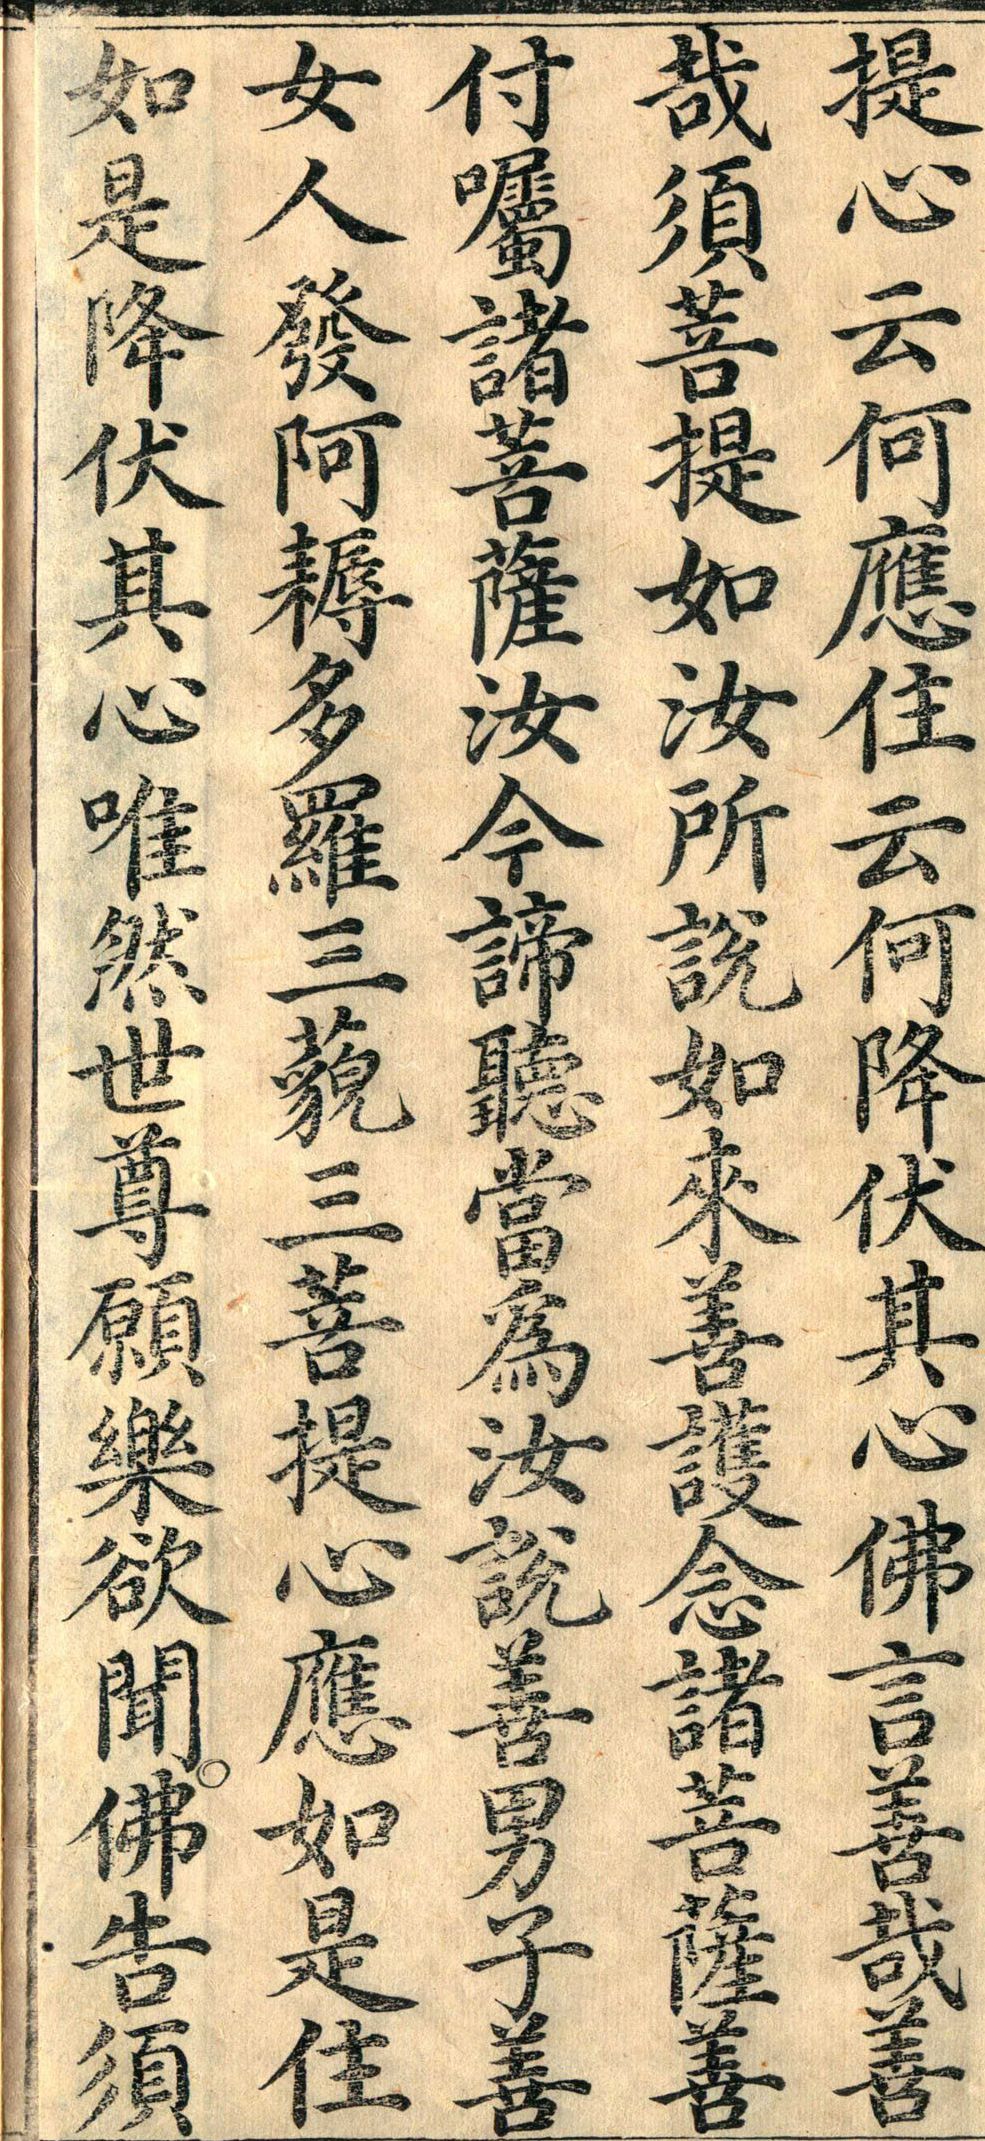 提心云何應住云何降伏其心佛言善哉善
哉須菩提如汝所說如來善護念諸菩薩善
付囑諸菩薩汝今諦聽當為汝說善男子善
女人發阿耨多羅三藐三菩提心應如是住
如是降伏其心唯然世尊願樂欲聞。佛告須